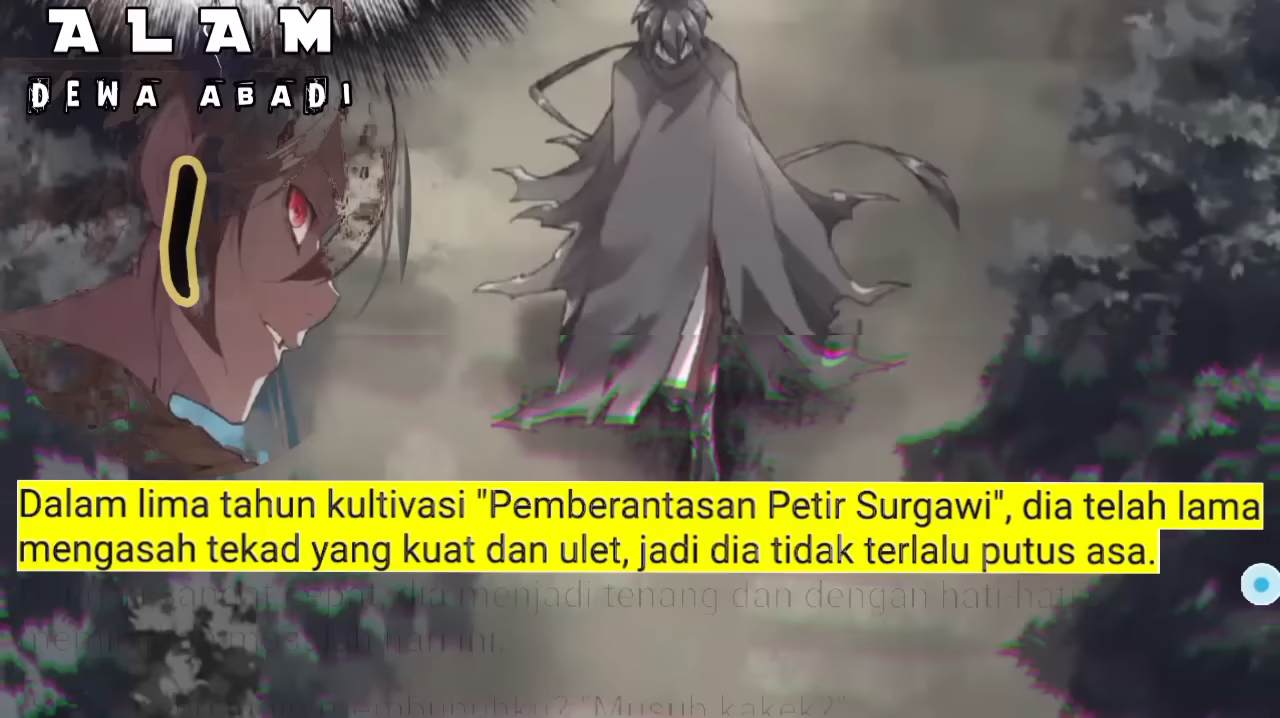 ALAM
DEWA ABADI
Dalam lima tahun kultivasi "Pemberantasan Petir Surgawi", dia telah lama
mengasah tekad yang kuat dan ulet, jadi dia tidak terlalu putus asa.
dia menjadi tenang dan dengan hati-hati
hari ini.
membunuhku? "Musuh kakek?"